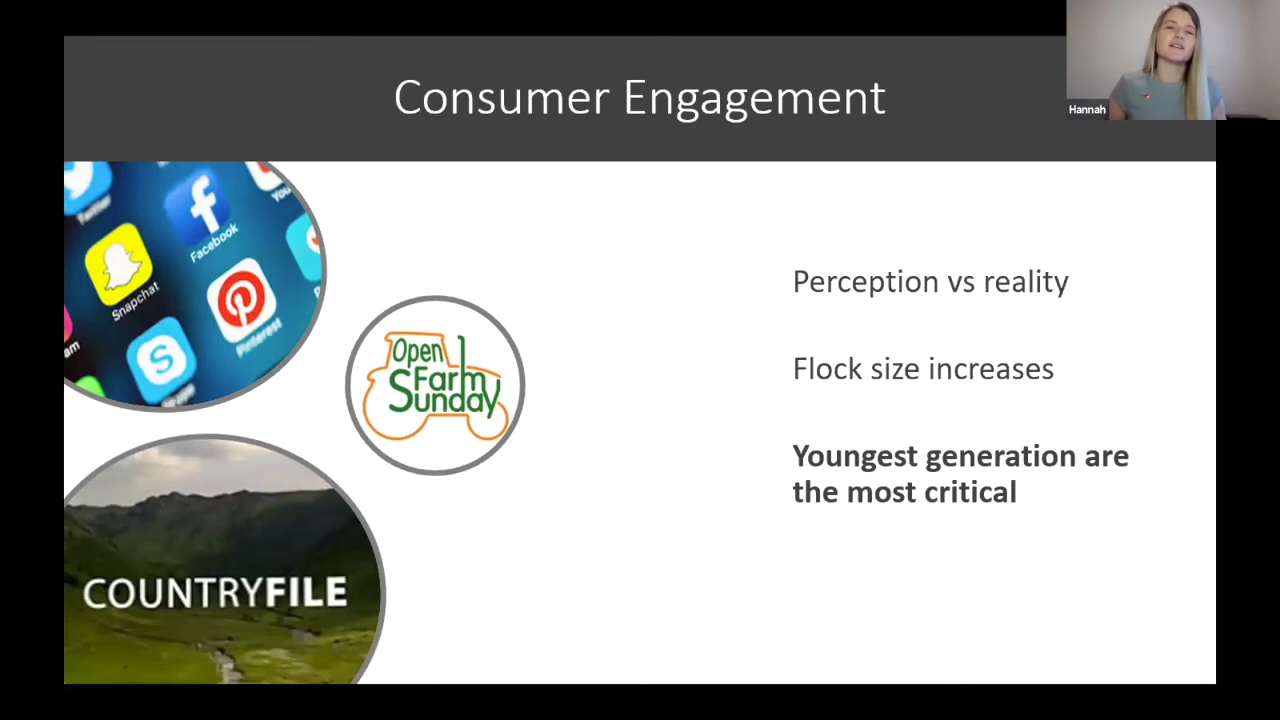 Consumer Engagement
Hannah
Twitter
Facebook
Snapchat
Pinterest
Open
Farm
Sunday
COUNTRYFILE
Perception vs reality
Flock size increases
Youngest generation are
the most critical